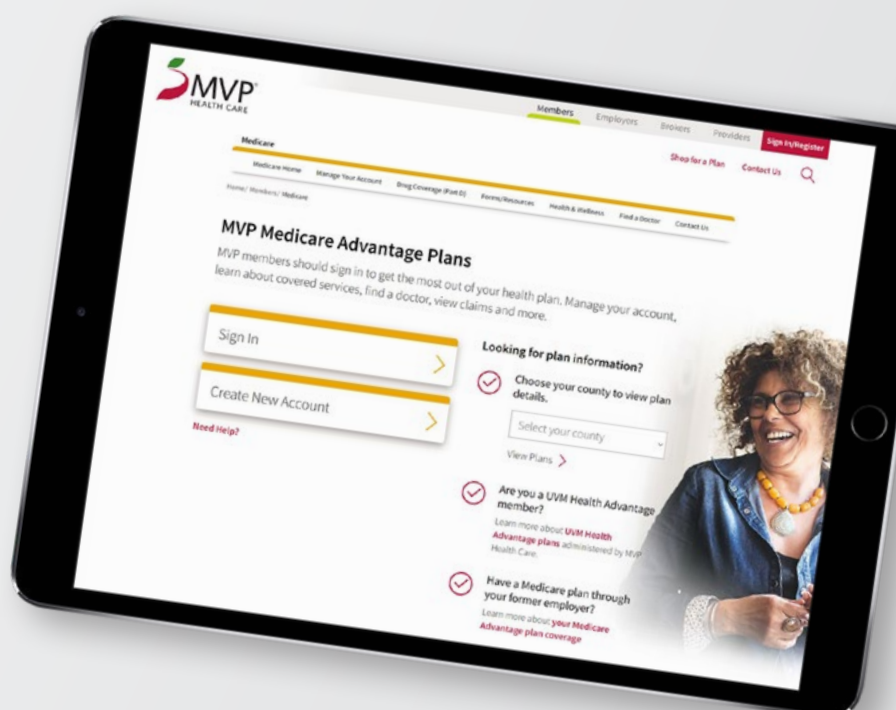 MVP®
HEALTH CARE
Members Employers Brokers Providers Sign In/Register
Shop for a Plan Contact Us
Medicare
Medicare Home Manage Your Account Drug Coverage (Part D) Forms/Resources Health & Wellness Find a Doctor Contact Us
Home/ Members/ Medicare
MVP Medicare Advantage Plans
MVP members should sign in to get the most out of your health plan. Manage your account,
learn about covered services, find a doctor, view claims and more.
Sign In
Create New Account
Need Help?
Looking for plan information?
Choose your county to view plan
details.
Select your county
View Plans
Are you a UVM Health Advantage
member?
Learn more about UVM Health
Advantage plans administered by MVP
Health Care.
Have a Medicare plan through
your former employer?
Learn more about your Medicare
Advantage plan coverage